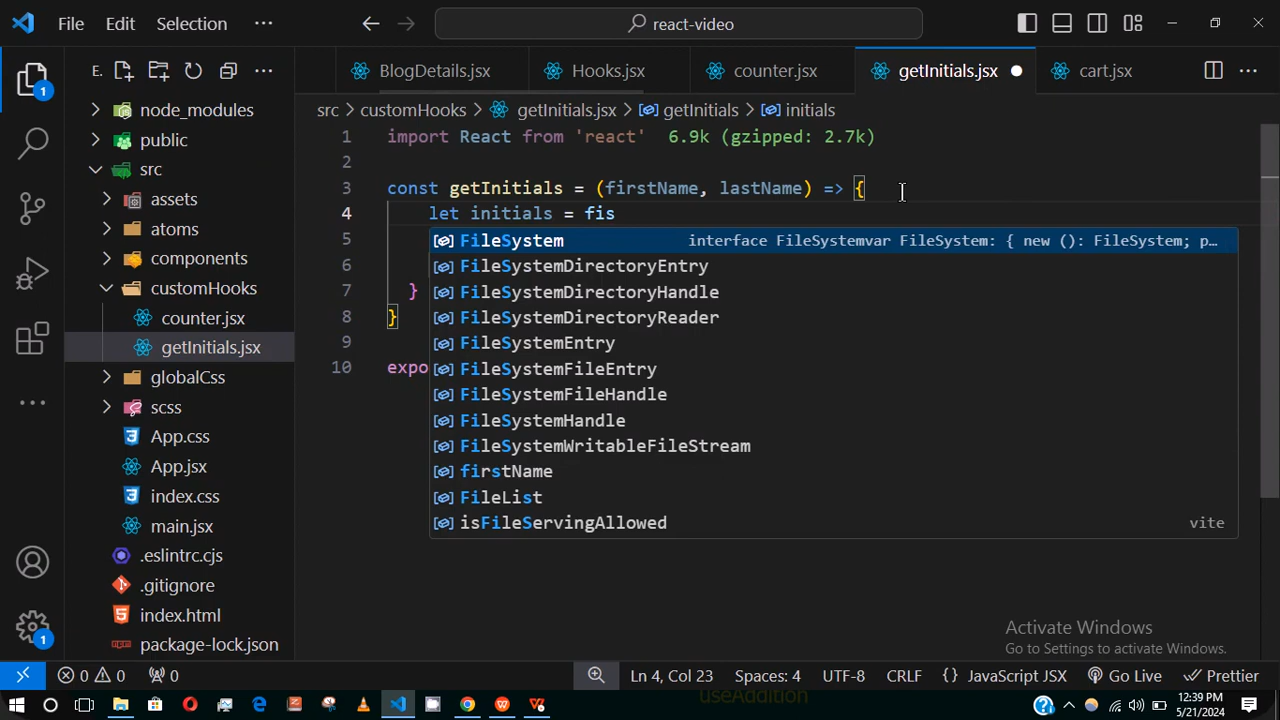 File Edit Selection ··· react-video
E. ··· BlogDetails.jsx Hooks.jsx counter.jsx getInitials.jsx cart.jsx ···
node_modules
public
src
assets
atoms
components
customHooks
counter.jsx
getInitials.jsx
globalCss
scss
App.css
App.jsx
index.css
main.jsx
.eslintrc.cjs
.gitignore
index.html
package-lock.json
1
1
src > customHooks > getInitials.jsx > getInitials > initials
1 import React from 'react' 6.9k (gzipped: 2.7k)
2
3 const getInitials = (firstName, lastName) => {
4 let initials = fis
5
6
7 }
8 }
9
10 expo
FileSystem interface FileSystemvar FileSystem: { new (): FileSystem; p…
FileSystemDirectoryEntry
FileSystemDirectoryHandle
FileSystemDirectoryReader
FileSystemEntry
FileSystemFileEntry
FileSystemFileHandle
FileSystemHandle
FileSystemWritableFileStream
firstName
FileList
isFileServingAllowed vite
Activate Windows
Go to Settings to activate Windows.
0 0 0 Ln 4, Col 23 Spaces: 4 UTF-8 CRLF {} JavaScript JSX Go Live Prettier
useAddition
12:39 PM
5/21/2024